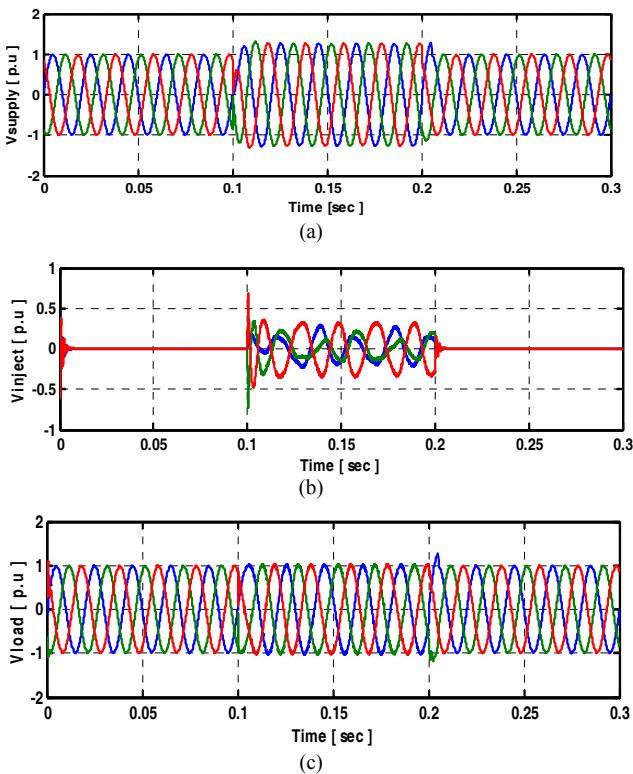 2
1
0
-1
-2
Vsupply [ p.u ]
0 0.05 0.1 0.15 0.2 0.25 0.3
Time [sec ]
(a)
1
0.5
0
-0.5
-1
Vinject [ p.u ]
0 0.05 0.1 0.15 0.2 0.25 0.3
Time [ sec ]
(b)
2
1
0
-1
-2
Vload [ p.u ]
0 0.05 0.1 0.15 0.2 0.25 0.3
Time [ sec ]
(c)